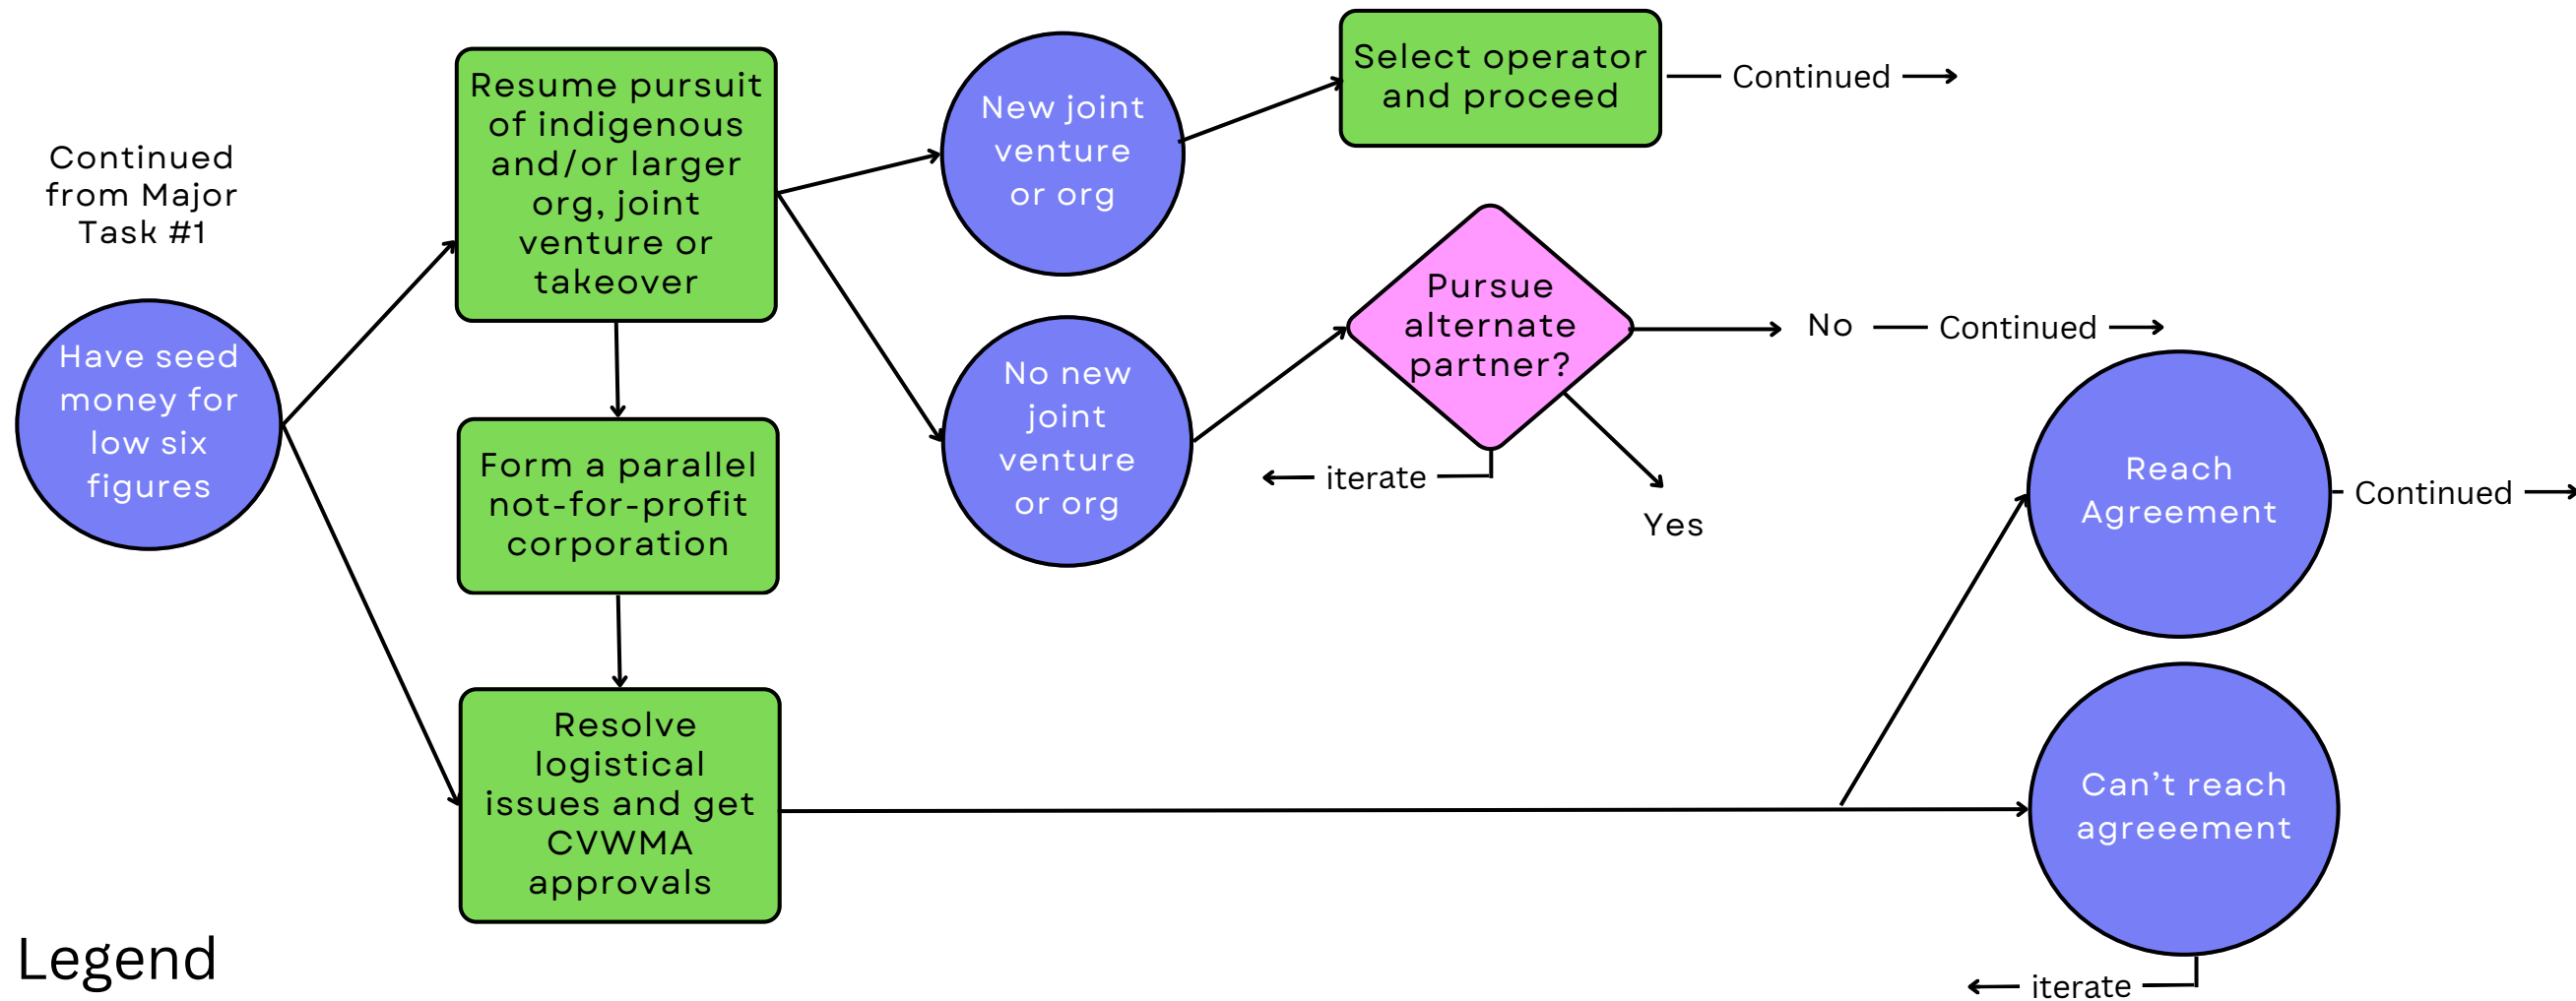 Continued
from Major
Task #1
Have seed
money for
low six
figures
Resume pursuit
of indigenous
and/or larger
org, joint
venture or
takeover
Form a parallel
not-for-profit
corporation
Resolve
logistical
issues and get
CVWMA
approvals
New joint
venture
or org
Select operator
and proceed
Continued
No new
joint
venture
or org
Pursue
alternate
partner?
No
Continued
iterate
Yes
Reach
Agreement
Continued
Can’t reach
agreeement
iterate
Legend